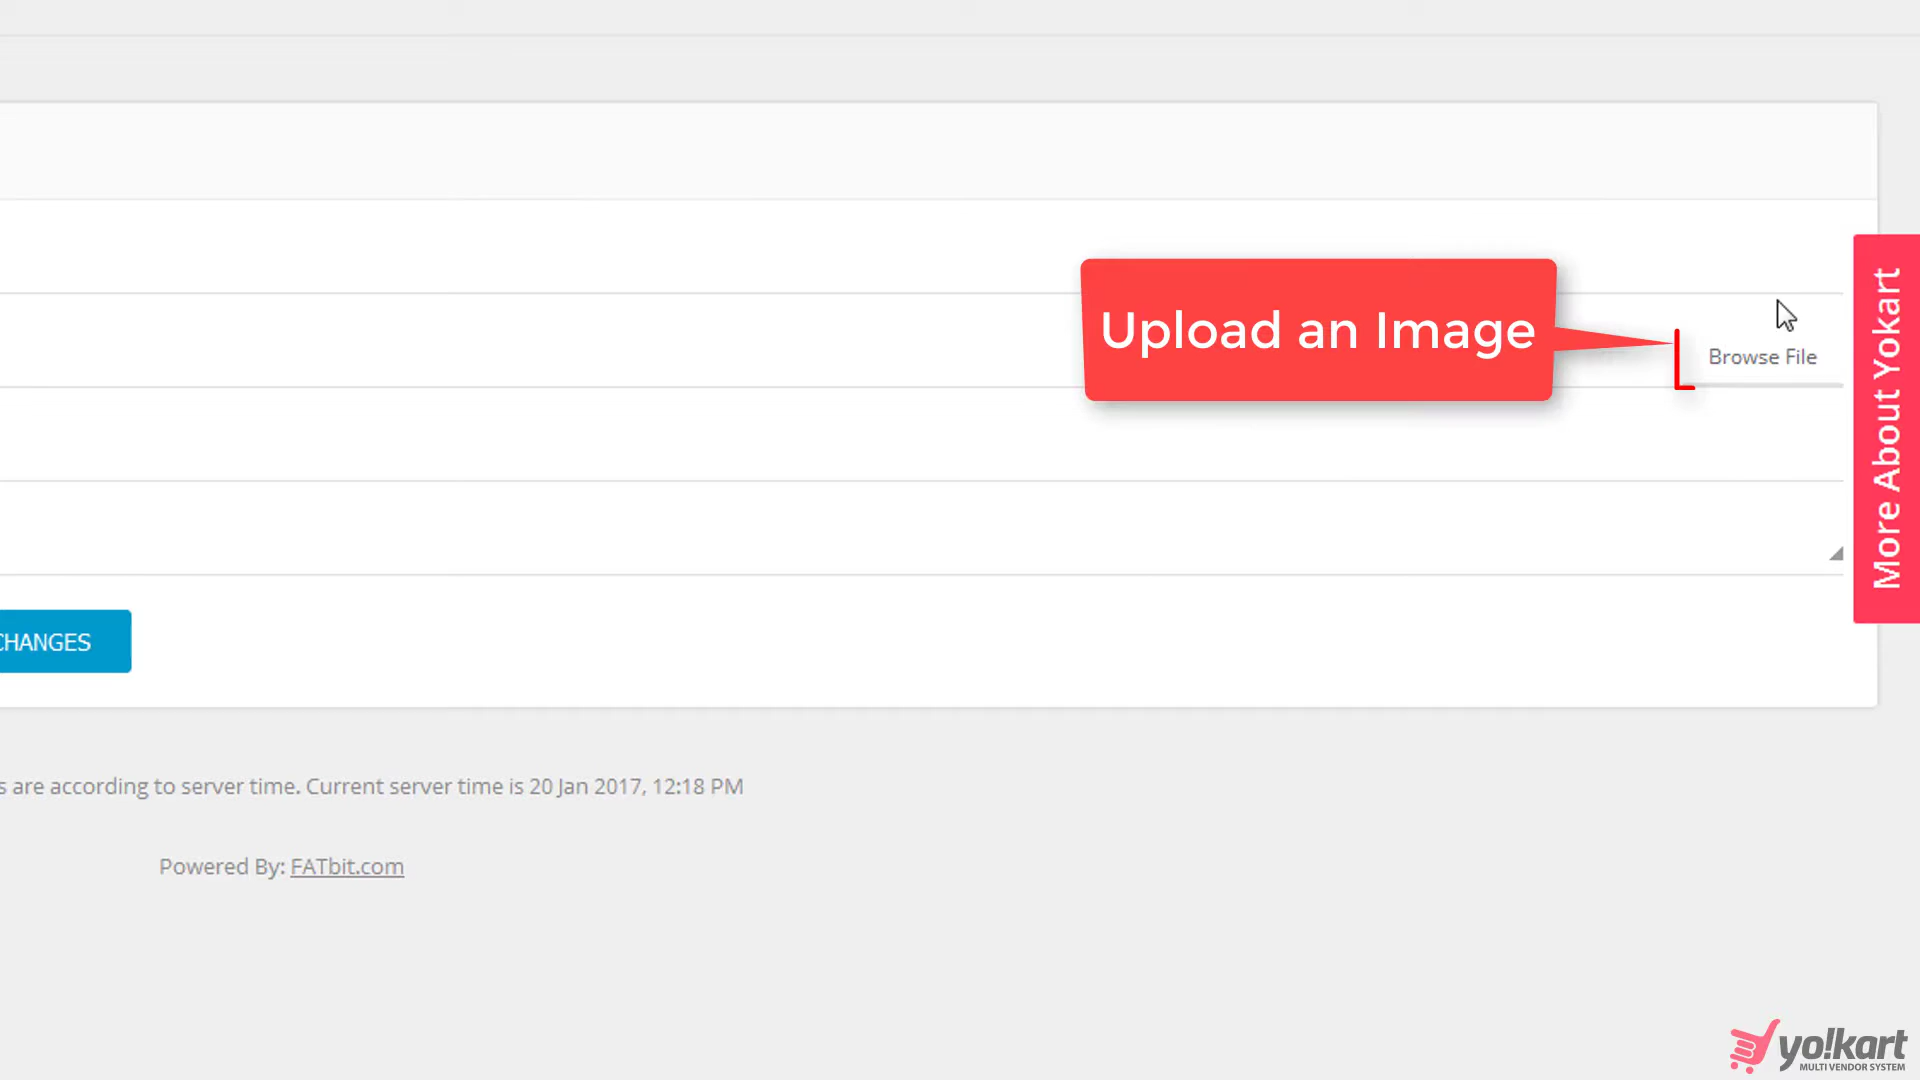 Upload an Image
Browse File
More About Yokart
CHANGES
s are according to server time. Current server time is 20 Jan 2017, 12:18 PM
Powered By: FATbit.com
yo!kart
MULTI VENDOR SYSTEM